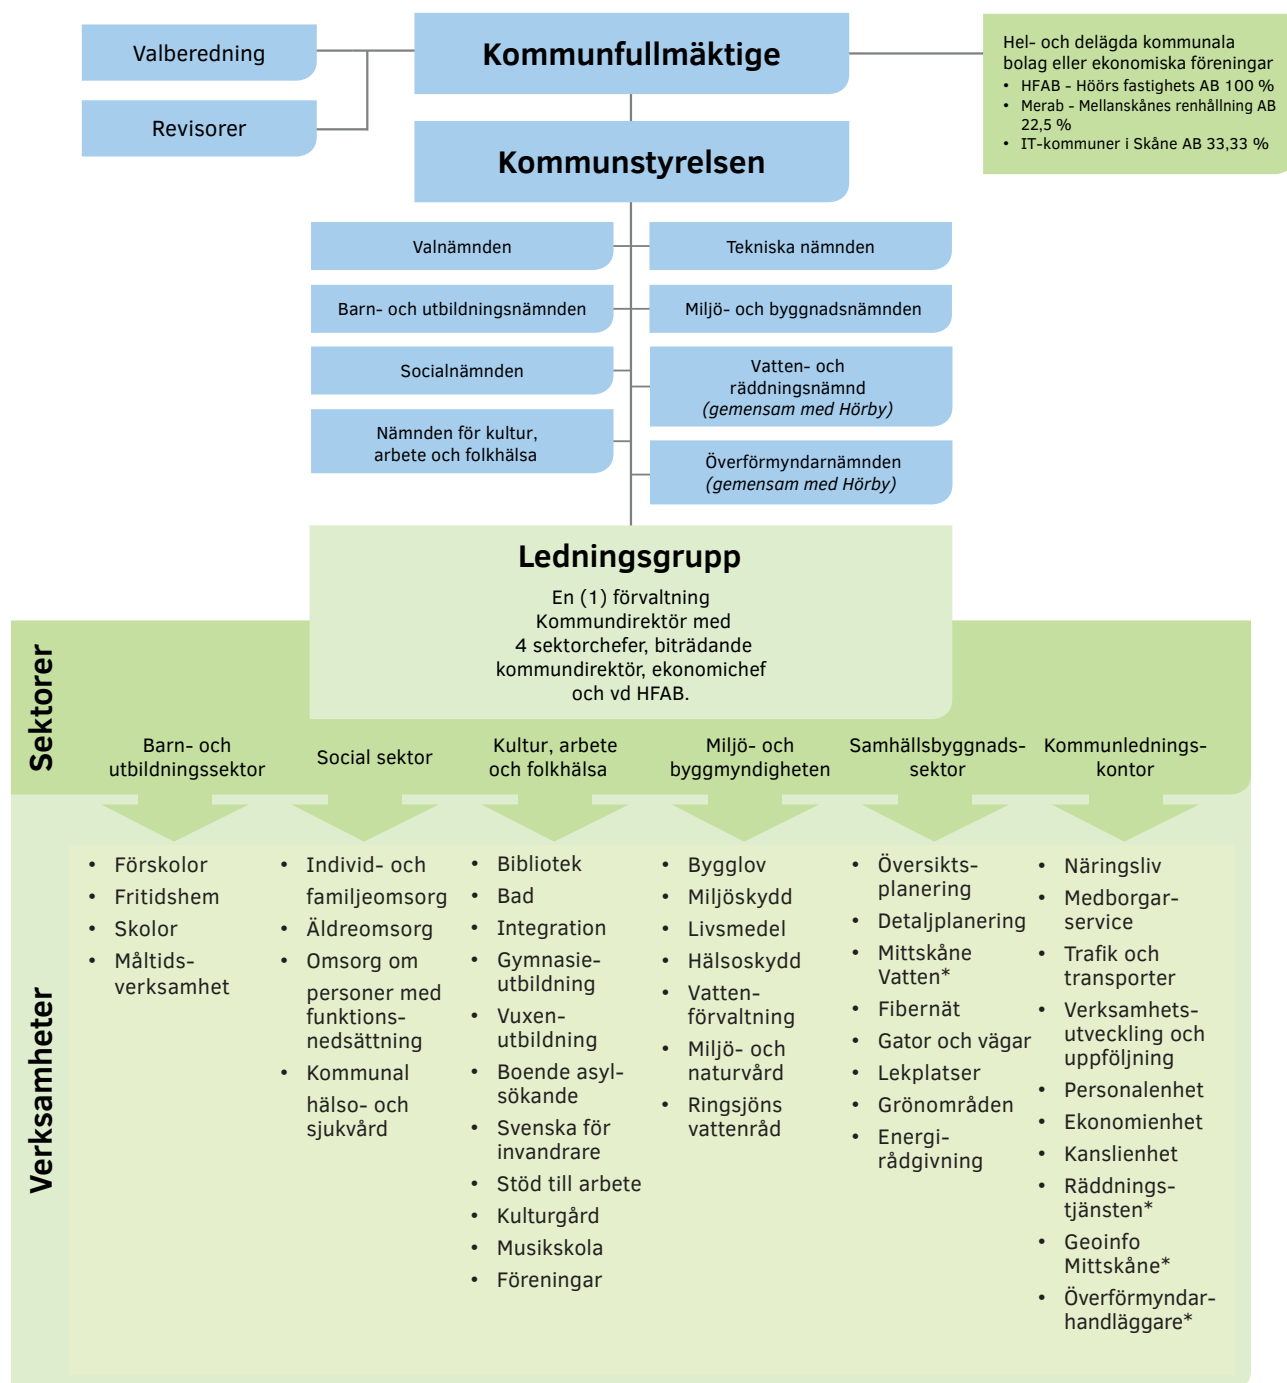 Valberedning
Revisorer
Kommunfullmäktige
Kommunstyrelsen
Hel- och delägda kommunala
bolag eller ekonomiska föreningar
• HFAB - Höörs fastighets AB 100 %
• Merab - Mellanskånes renhållning AB
22,5 %
• IT-kommuner i Skåne AB 33,33 %
Valnämnden
Tekniska nämnden
Barn- och utbildningsnämnden
Miljö- och byggnadsnämnden
Socialnämnden
Vatten- och
räddningsnämnd
(gemensam med Hörby)
Nämnden för kultur,
arbete och folkhälsa
Överförmyndarnämnden
(gemensam med Hörby)
Ledningsgrupp
En (1) förvaltning
Kommundirektör med
4 sektorchefer, biträdande
kommundirektör, ekonomichef
och vd HFAB.
Sektorer
Barn- och
utbildningssektor
Social sektor
Kultur, arbete
och folkhälsa
Miljö- och
byggmyndigheten
Samhällsbyggnads-
sektor
Kommunlednings-
kontor
Verksamheter
• Förskolor
• Fritidshem
• Skolor
• Måltids-
verksamhet
• Individ- och
familjeomsorg
• Äldreomsorg
• Omsorg om
personer med
funktions-
nedsättning
• Kommunal
hälso- och
sjukvård
• Bibliotek
• Bad
• Integration
• Gymnasie-
utbildning
• Vuxen-
utbildning
• Boende asyl-
sökande
• Svenska för
invandrare
• Stöd till arbete
• Kulturgård
• Musikskola
• Föreningar
• Bygglov
• Miljöskydd
• Livsmedel
• Hälsoskydd
• Vatten-
förvaltning
• Miljö- och
naturvård
• Ringsjöns
vattenråd
• Översikts-
planering
• Detaljplanering
• Mittskåne
Vatten*
• Fibernät
• Gator och vägar
• Lekplatser
• Grönområden
• Energi-
rådgivning
• Näringsliv
• Medborgar-
service
• Trafik och
transporter
• Verksamhets-
utveckling och
uppföljning
• Personalenhet
• Ekonomienhet
• Kanslienhet
• Räddnings-
tjänsten*
• Geoinfo
Mittskåne*
• Överförmyndar-
handläggare*